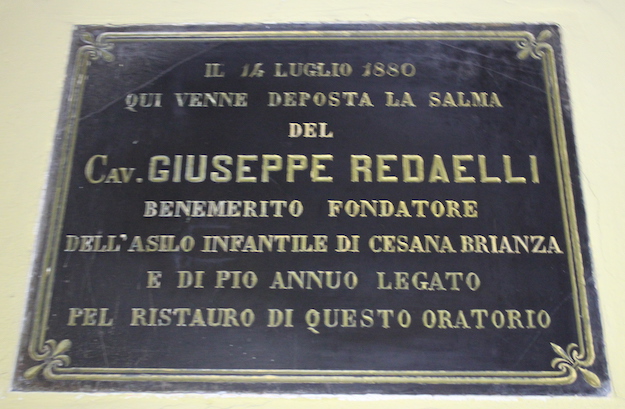 IL 14 LUGLIO 1880
QUI VENNE DEPOSTA LA SALMA
DEL
CAV. GIUSEPPE REDAELLI
BENEMERITO FONDATORE
DELL'ASILO INFANTILE DI CESANA BRIANZA
E DI PIO ANNUO LEGATO
PEL RISTAURO DI QUESTO ORATORIO